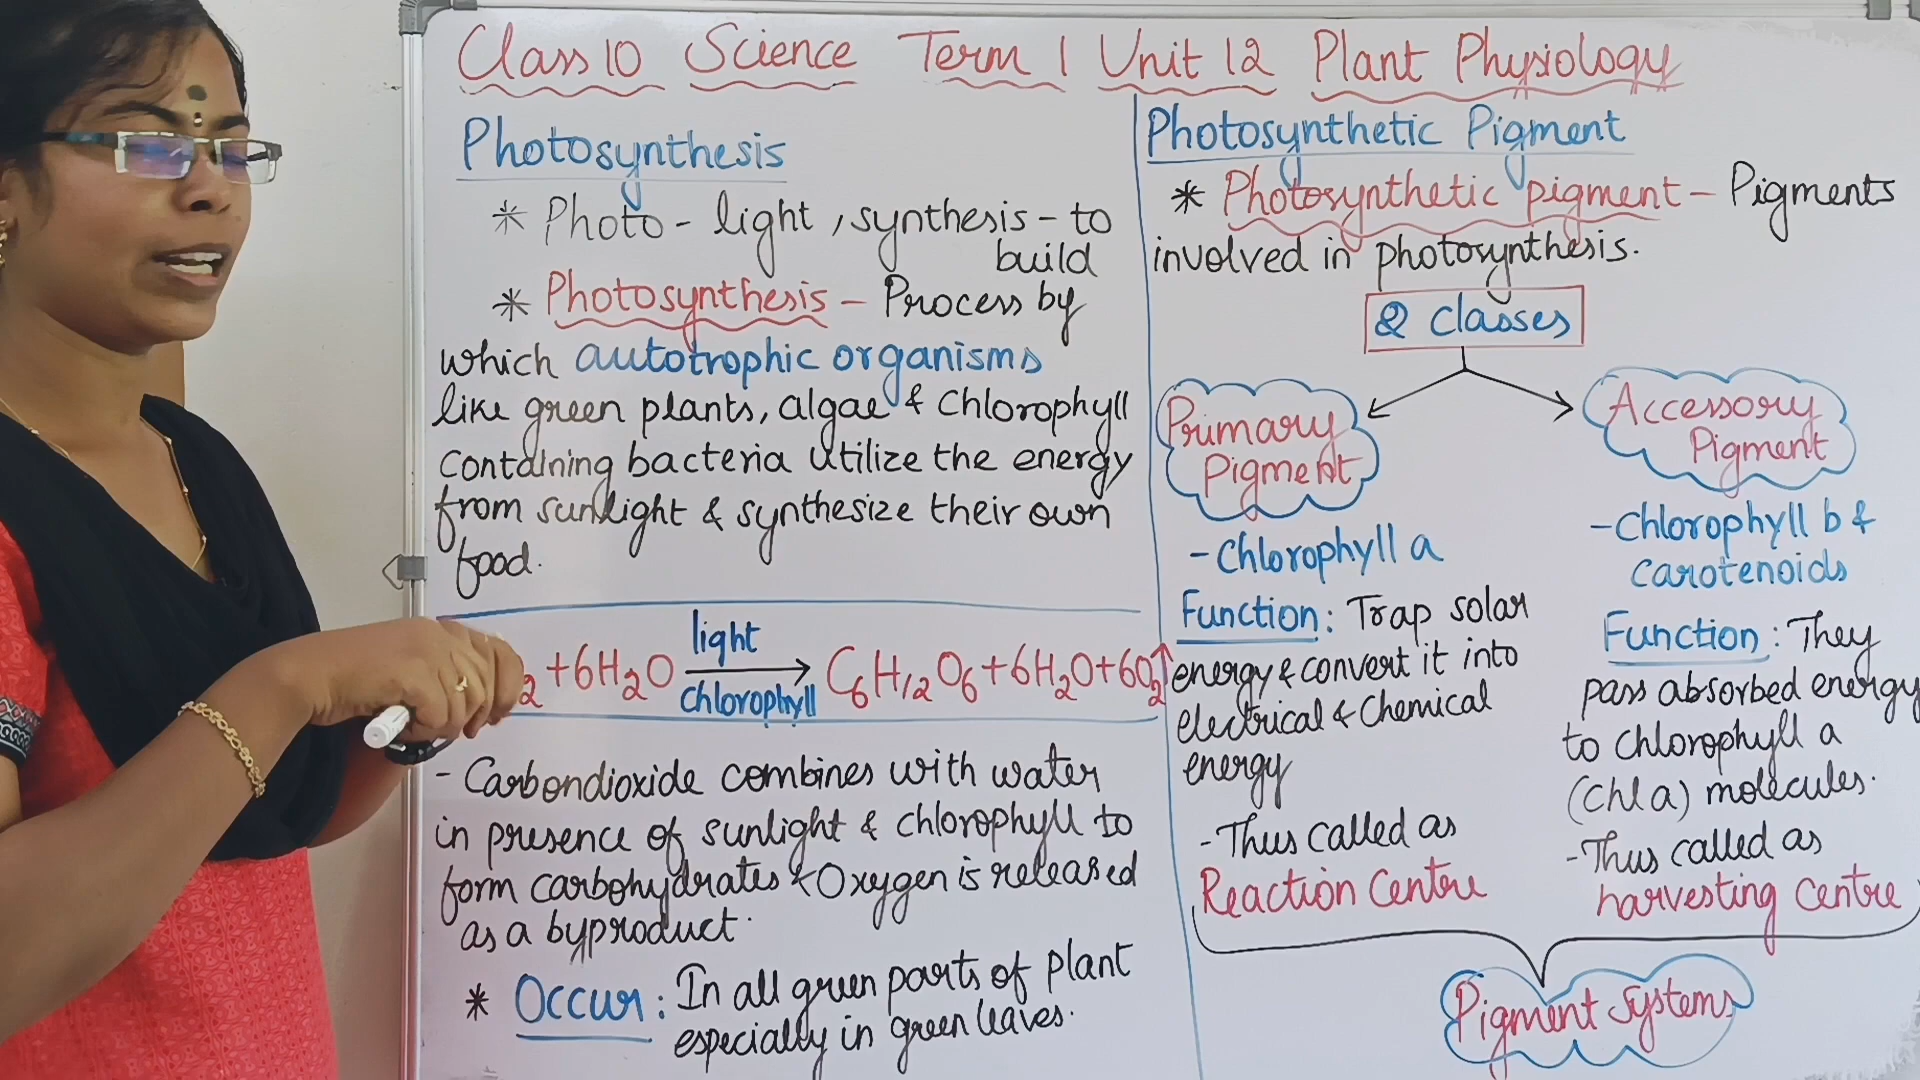 Class 10 Science Term 1 Unit 12 Plant Physiology
Photosynthesis
* Photo - light, synthesis - to
build
* Photosynthesis - Process by
which autotrophic organisms
like green plants, algae & Chlorophyll
containing bacteria utilize the energy
from sunlight & synthesize their own
food.
light
2 + 6H2O → C6H12O6 + 6H2O + 6O2↑
chlorophyll
- Carbondioxide combines with water
in presence of sunlight & chlorophyll to
form carbohydrates & Oxygen is released
as a byproduct.
* Occur: In all green parts of plant
especially in green leaves.
Photosynthetic Pigment
* Photosynthetic pigment - Pigments
involved in photosynthesis.
2 classes
Primary
Pigment
- Chlorophyll a
Function: Trap solar
energy & convert it into
electrical & Chemical
energy
- Thus called as
Reaction Centre
Accessory
Pigment
- Chlorophyll b &
carotenoids
Function: They
pass absorbed energy
to chlorophyll a
(chl a) molecules.
- Thus called as
harvesting Centre
Pigment Systems